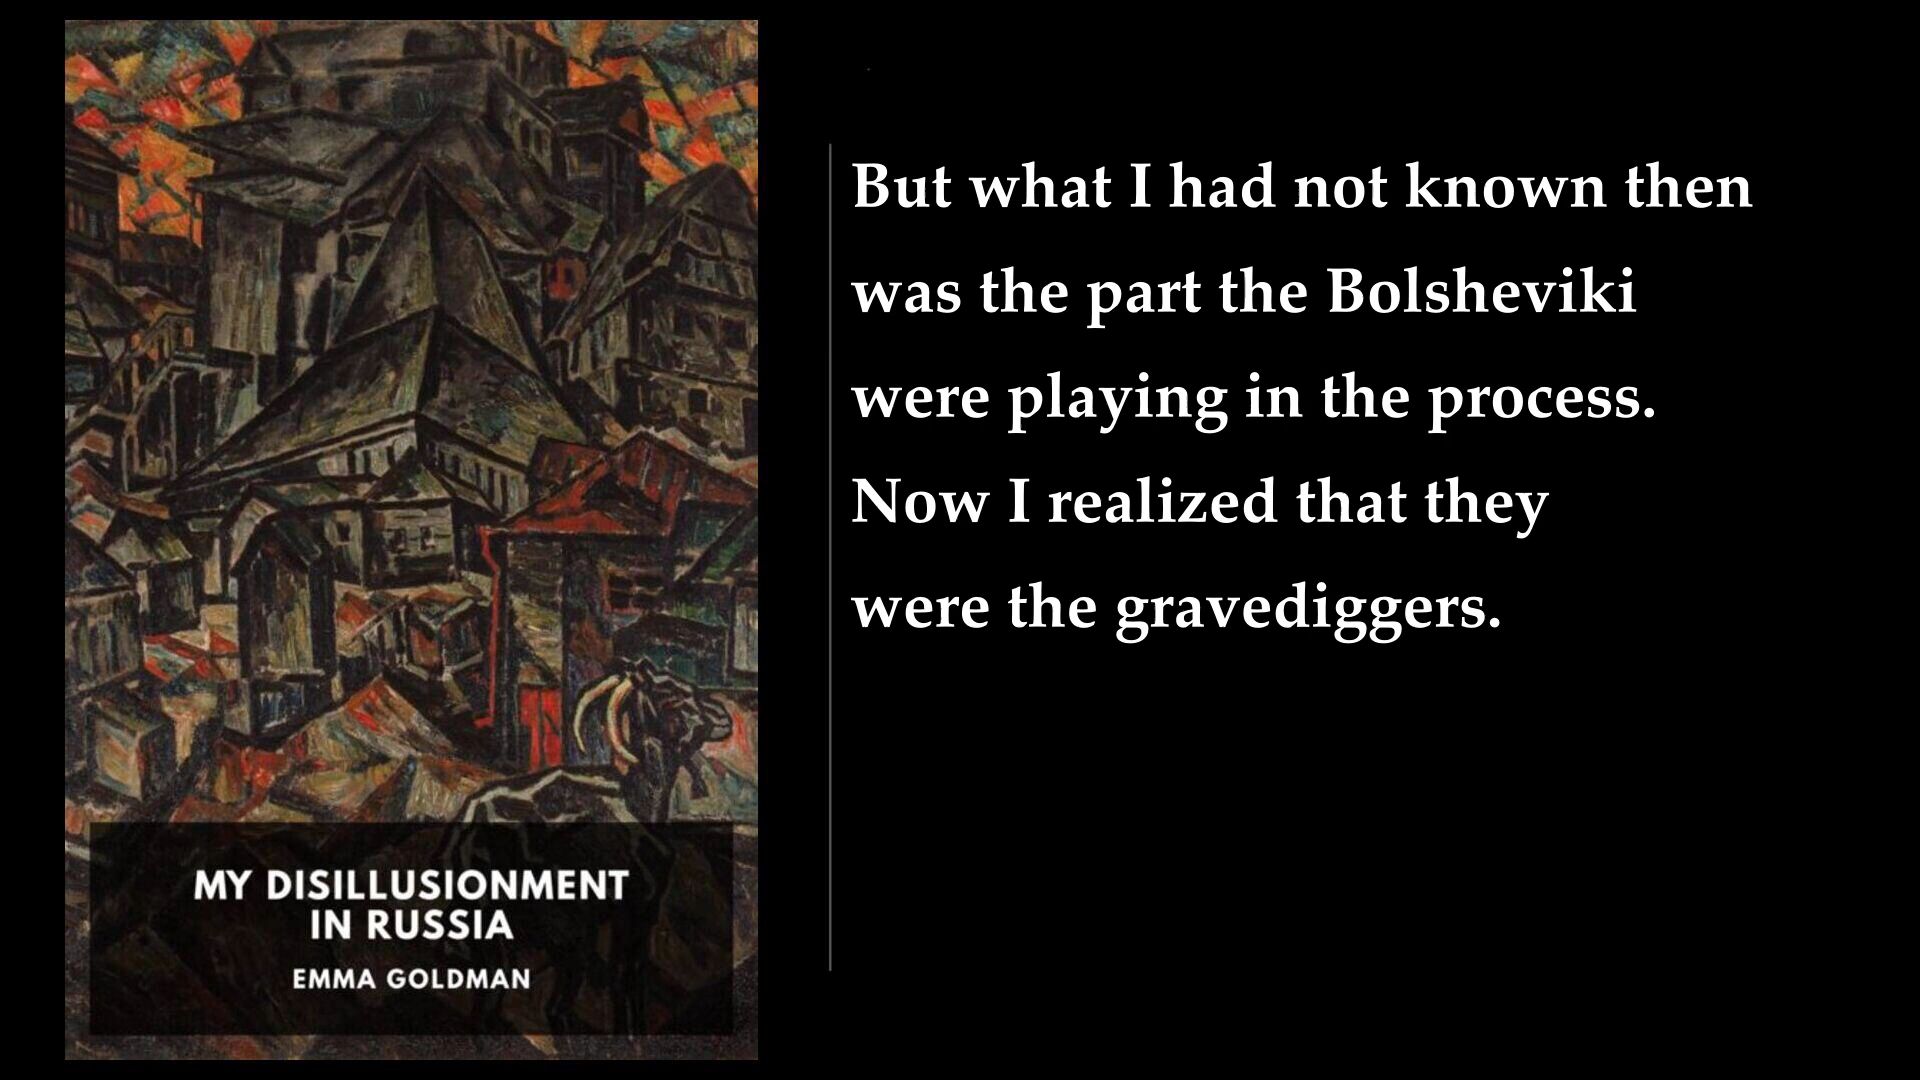 MY DISILLUSIONMENT
IN RUSSIA
EMMA GOLDMAN
But what I had not known then
was the part the Bolsheviki
were playing in the process.
Now I realized that they
were the gravediggers.